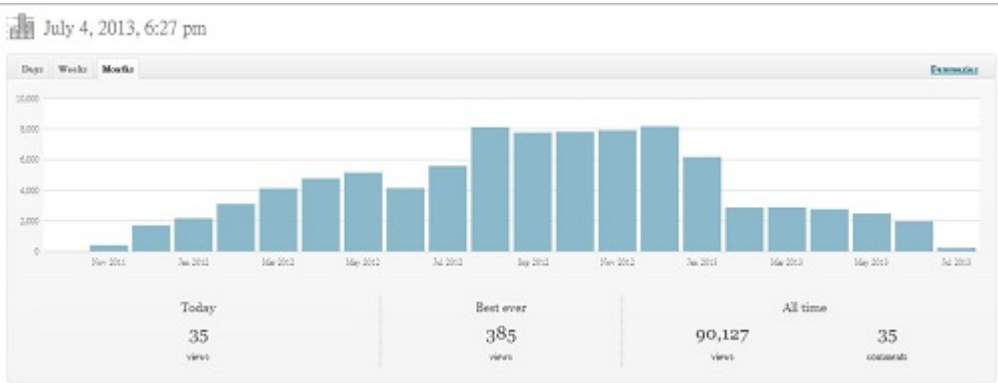 July 4, 2013, 6:27 pm
Days Weeks Months Summaries
10,000
8,000
6,000
4,000
2,000
0
Nov 2011 Jan 2012 Mar 2012 May 2012 Jul 2012 Sep 2012 Nov 2012 Jan 2013 Mar 2013 May 2013 Jul 2013
Today Best ever All time
35 385 90,127 35
views views views comments